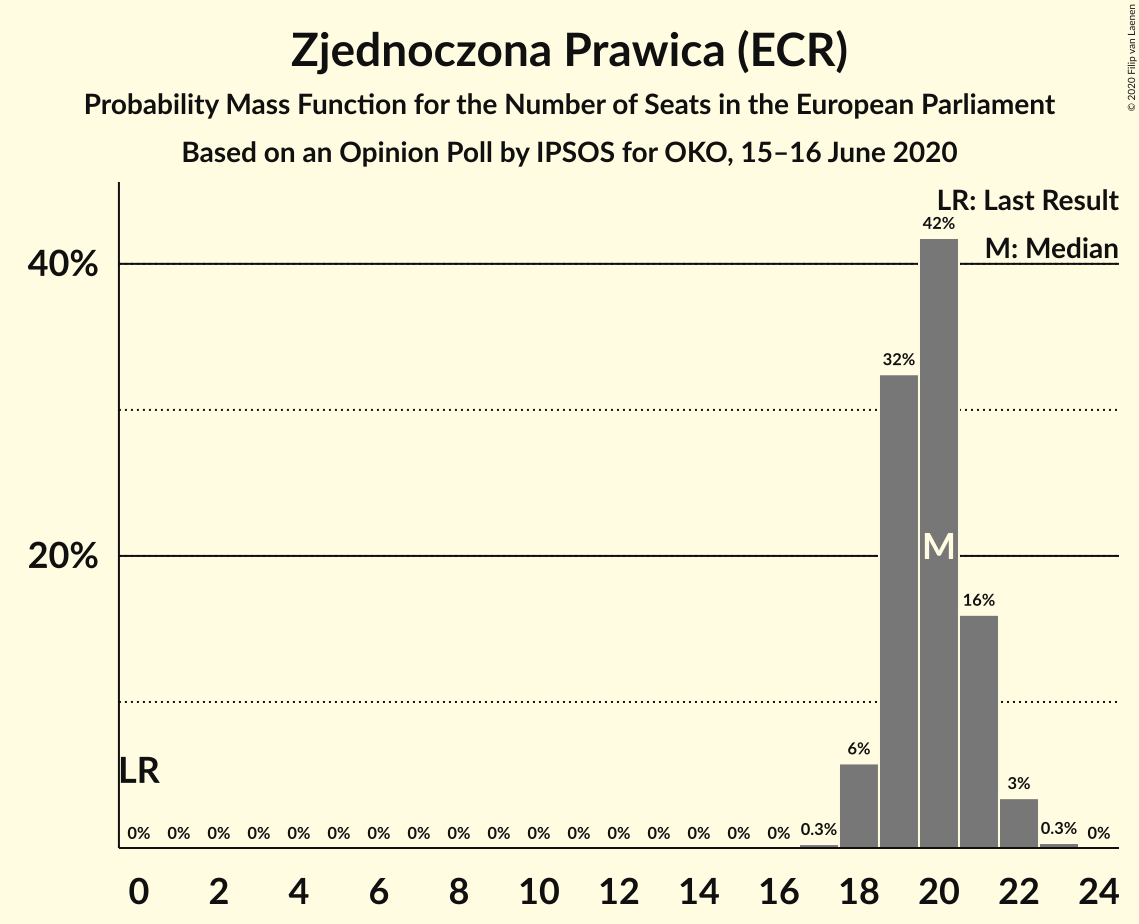 Zjednoczona Prawica (ECR)
Probability Mass Function for the Number of Seats in the European Parliament
Based on an Opinion Poll by IPSOS for OKO, 15–16 June 2020
© 2020 Filip van Laenen
LR: Last Result
M: Median
42%
40%
32%
20%
M
16%
6%
LR
3%
0% 0% 0% 0% 0% 0% 0% 0% 0% 0% 0% 0% 0% 0% 0% 0% 0% 0.3% 0.3% 0%
0 2 4 6 8 10 12 14 16 18 20 22 24